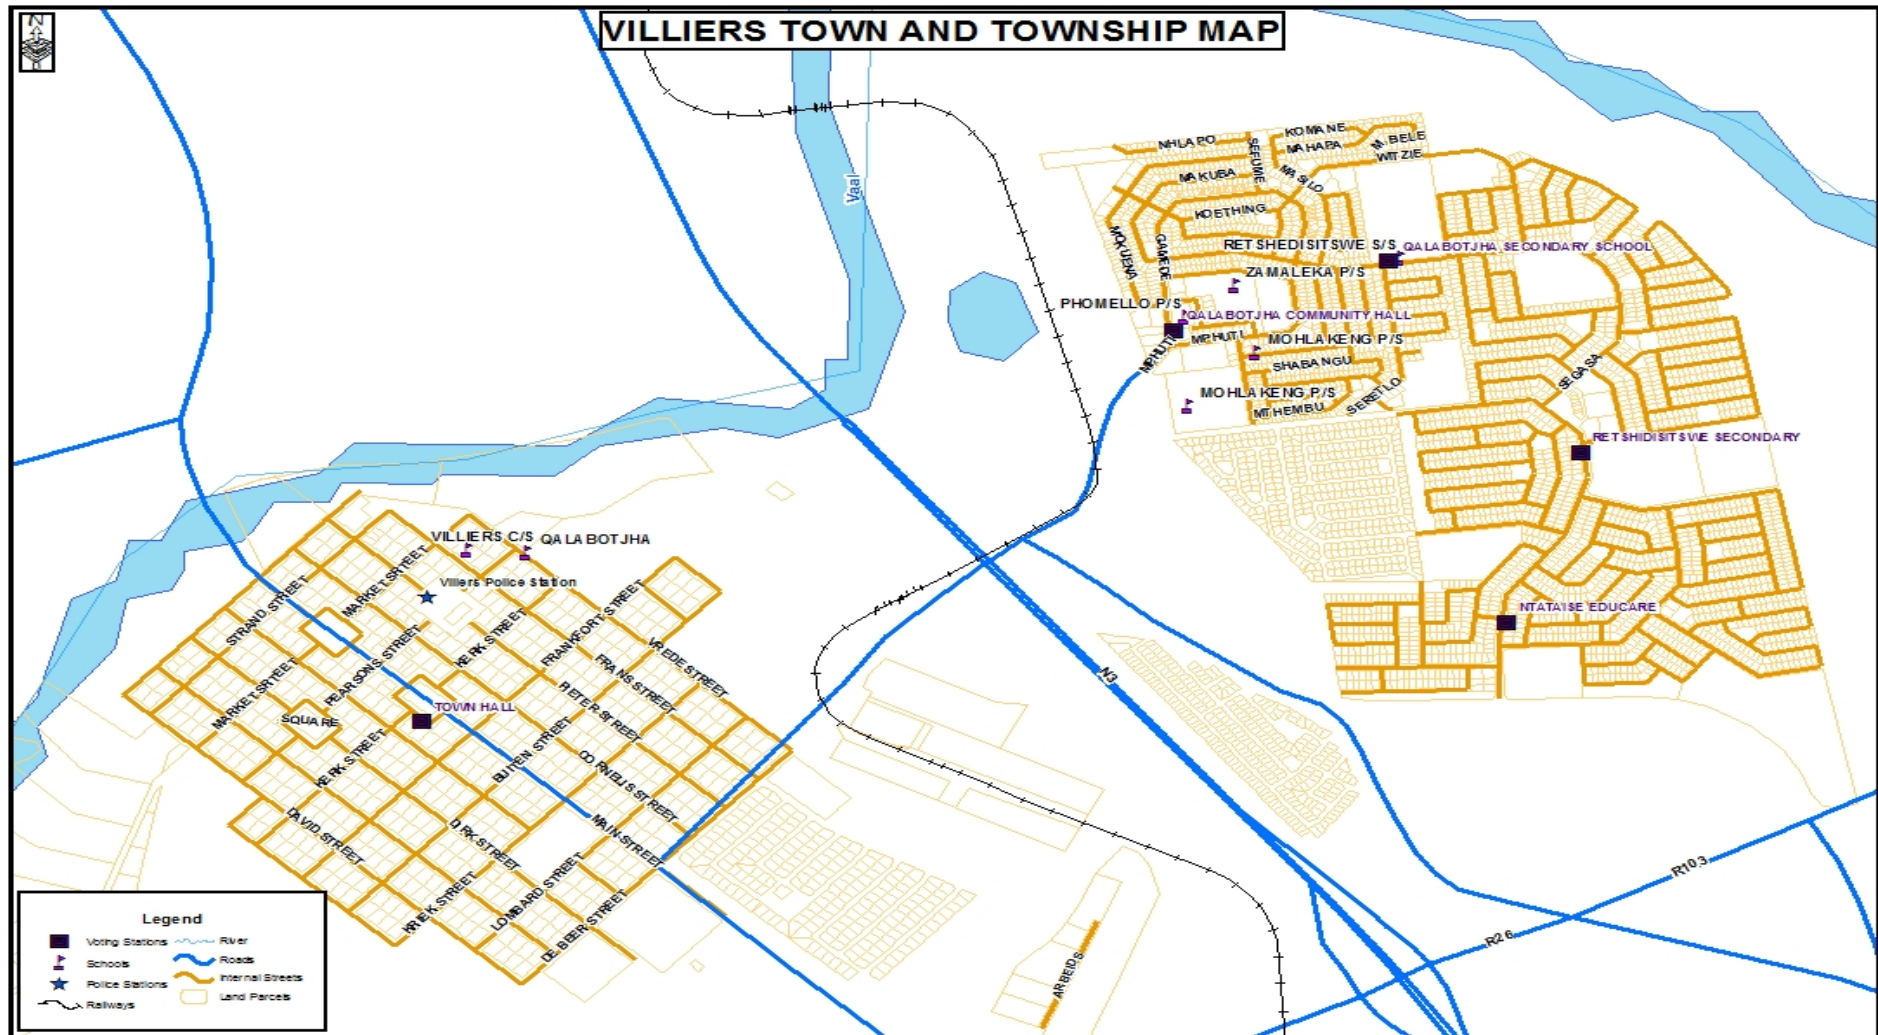 VILLIERS TOWN AND TOWNSHIP MAP
N
NHLAPO
SEFUME
KOMANE
MAHAPA
M.BELE
WITZIE
MAKUBA
MASILO
KOETHING
MOKUENA
GAMEDE
RETSHEDISITSWE S/S
QALABOTJHA SECONDARY SCHOOL
ZAMALEKA P/S
PHOMELLO P/S
QALABOTJHA COMMUNITY HALL
MPHUTI
MPHUTI
MOHLAKENG P/S
SHABANGU
MOHLAKENG P/S
MTHEMBU
SERETLO
SEGASA
RETSHIDISITSWE SECONDARY
NTATAISE EDUCARE
Vaal
VILLIERS C/S
QALABOTJHA
Villiers Police Station
MARKET SRTEET
STRAND STREET
PEARSONS STREET
KERK STREET
FRANKFORT STREET
VREDE STREET
FRANS STREET
PIETER STREET
MARKET SRTEET
SQUARE
TOWN HALL
KERK STREET
BUITEN STREET
CORNELIS STREET
DAVID STREET
DIRK STREET
MAIN STREET
KRIEK STREET
LOMBARD STREET
DE BEER STREET
N3
R103
R26
ARBEIDS
Legend
Voting Stations
River
Schools
Roads
Police Stations
Internal Streets
Railways
Land Parcels